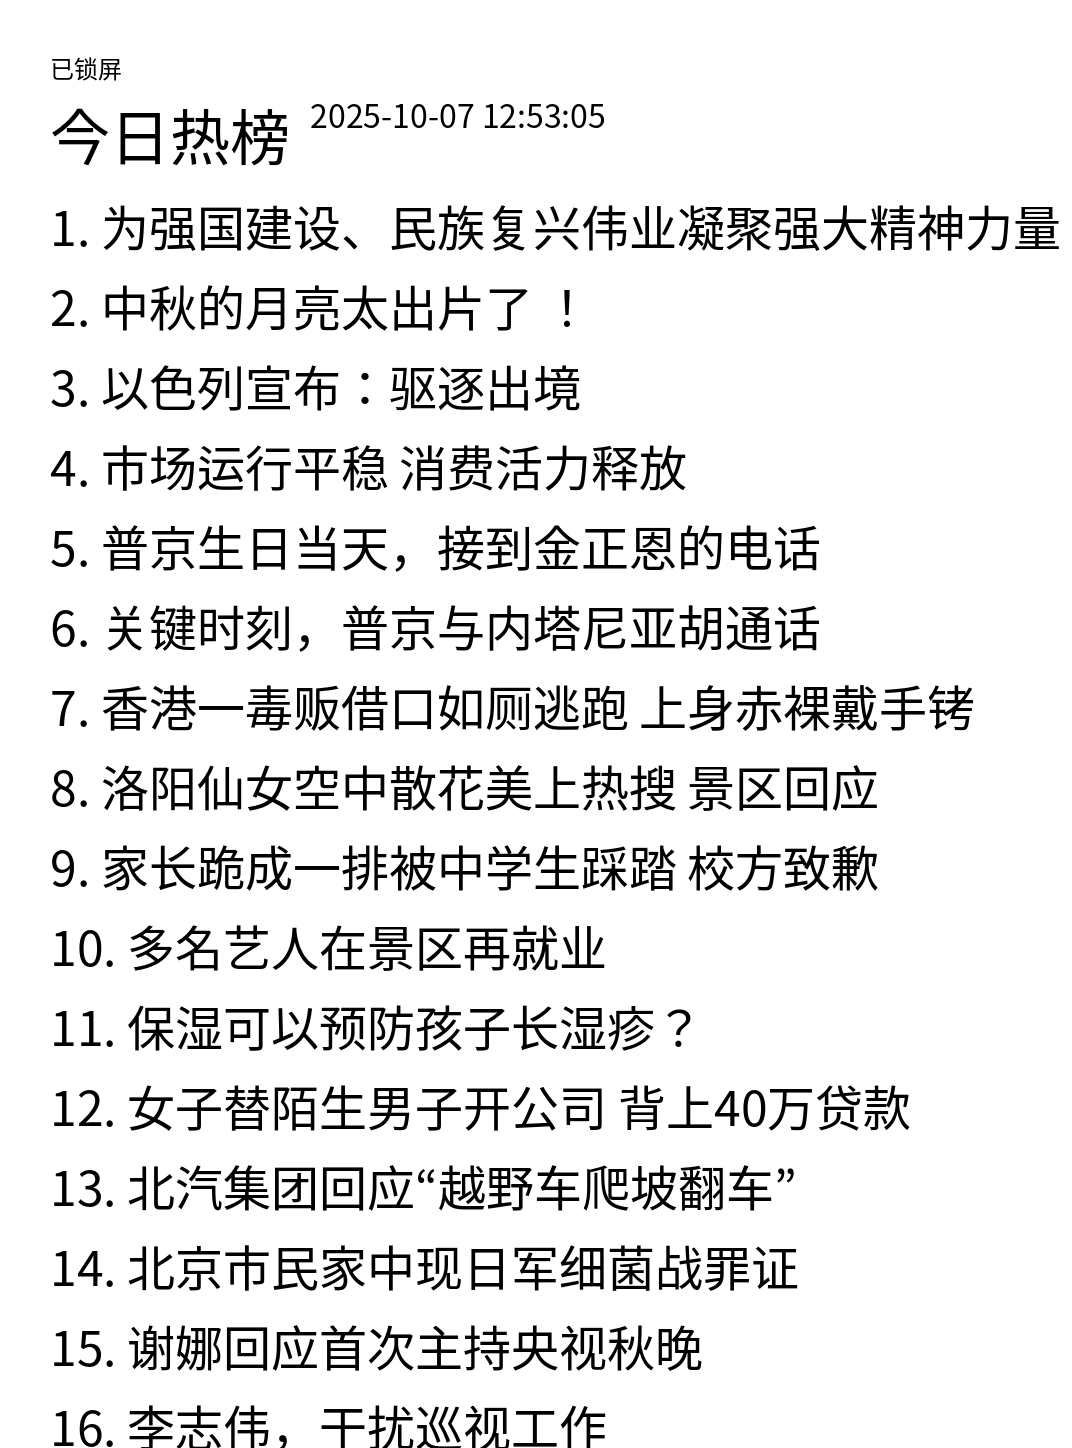 已锁屏
今日热榜 2025-10-07 12:53:05
1. 为强国建设、民族复兴伟业凝聚强大精神力量
2. 中秋的月亮太出片了 ！
3. 以色列宣布：驱逐出境
4. 市场运行平稳 消费活力释放
5. 普京生日当天，接到金正恩的电话
6. 关键时刻，普京与内塔尼亚胡通话
7. 香港一毒贩借口如厕逃跑 上身赤裸戴手铐
8. 洛阳仙女空中散花美上热搜 景区回应
9. 家长跪成一排被中学生踩踏 校方致歉
10. 多名艺人在景区再就业
11. 保湿可以预防孩子长湿疹？
12. 女子替陌生男子开公司 背上40万贷款
13. 北汽集团回应“越野车爬坡翻车”
14. 北京市民家中现日军细菌战罪证
15. 谢娜回应首次主持央视秋晚
16. 李志伟，干扰巡视工作